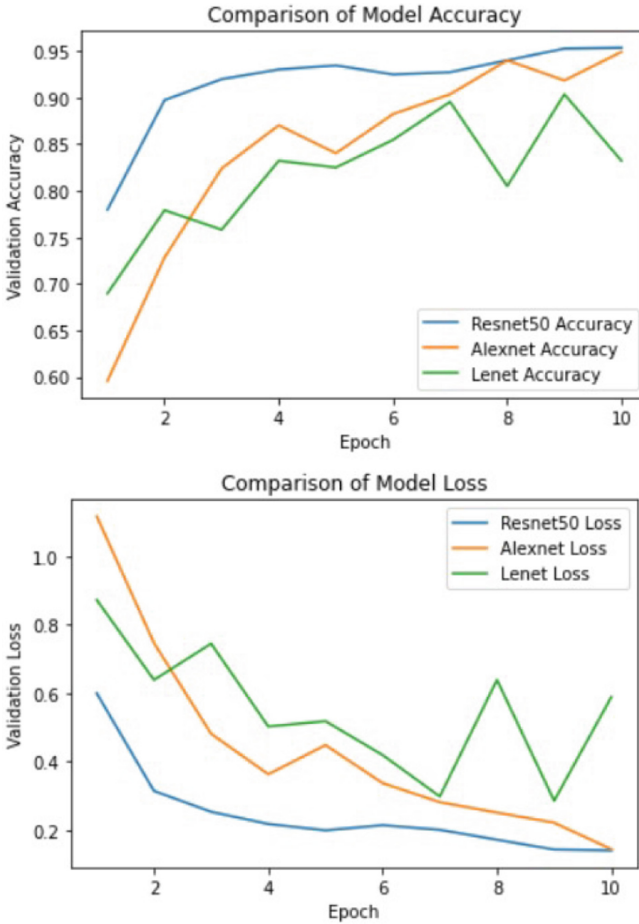 Comparison of Model Accuracy
0.95
0.90
0.85
0.80
0.75
0.70
0.65
0.60
Validation Accuracy
Resnet50 Accuracy
Alexnet Accuracy
Lenet Accuracy
2 4 6 8 10
Epoch
Comparison of Model Loss
1.0
0.8
0.6
0.4
0.2
Validation Loss
Resnet50 Loss
Alexnet Loss
Lenet Loss
2 4 6 8 10
Epoch